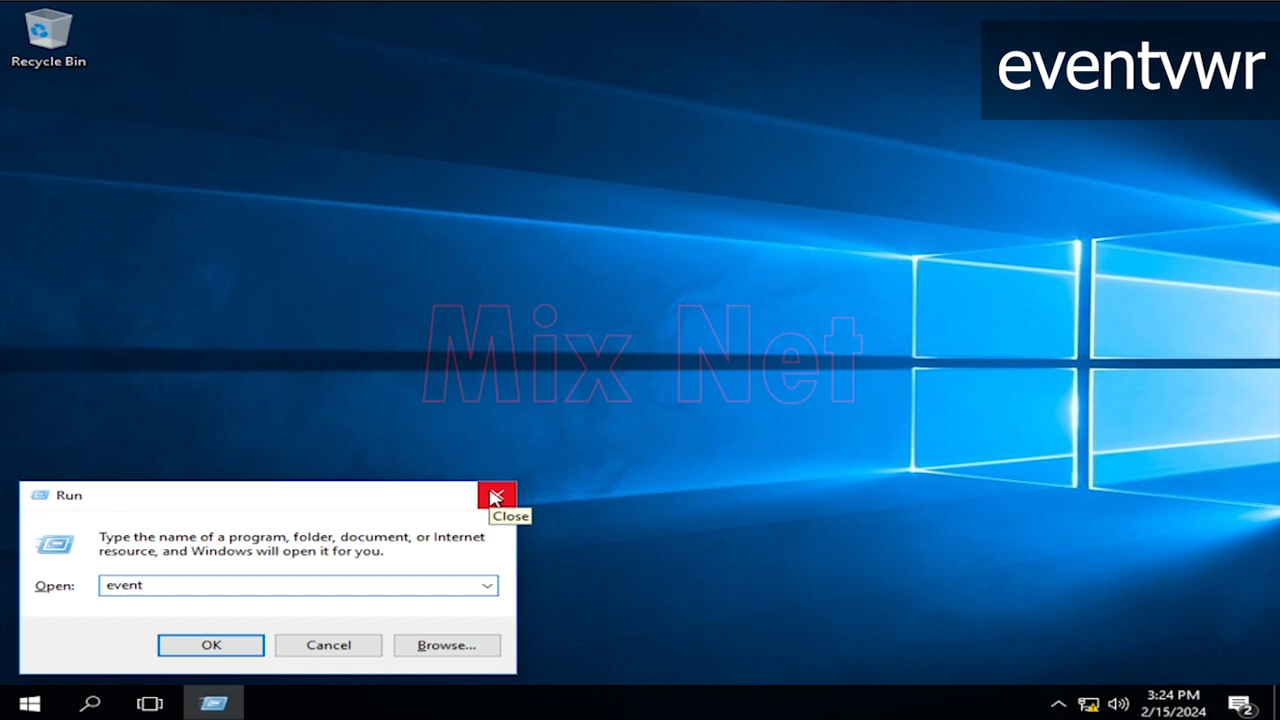 Recycle Bin
eventvwr
Mix Net
Run
Close
Type the name of a program, folder, document, or Internet
resource, and Windows will open it for you.
Open:
event
OK
Cancel
Browse...
3:24 PM
2/15/2024
2